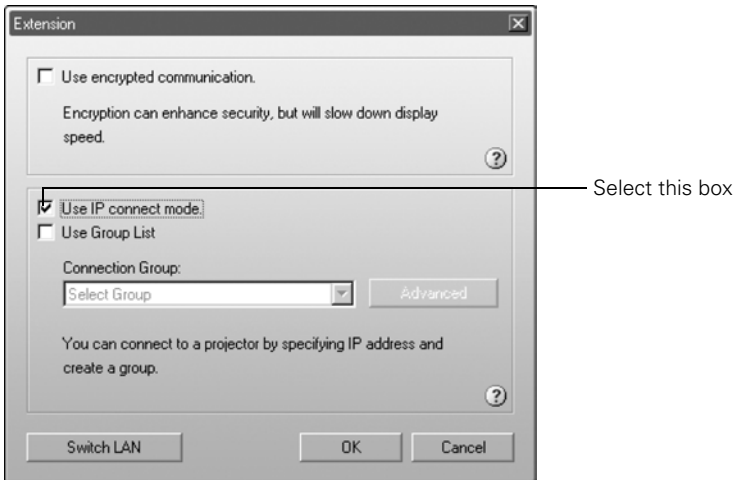 Extension
Use encrypted communication.
Encryption can enhance security, but will slow down display
speed.
?
Use IP connect mode.
Select this box
Use Group List
Connection Group:
Select Group
Advanced
You can connect to a projector by specifying IP address and
create a group.
?
Switch LAN
OK
Cancel